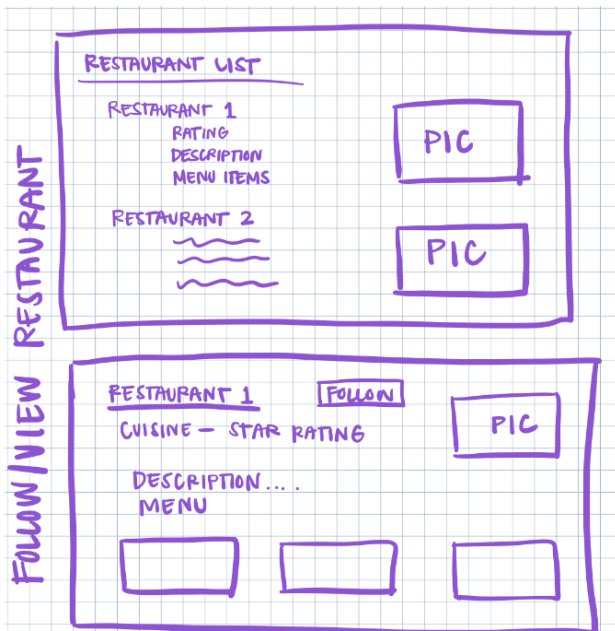 FOLLOW/VIEW RESTAURANT
RESTAURANT LIST
RESTAURANT 1
RATING
DESCRIPTION
MENU ITEMS
PIC
RESTAURANT 2
PIC
RESTAURANT 1
FOLLOW
CUISINE — STAR RATING
PIC
DESCRIPTION....
MENU